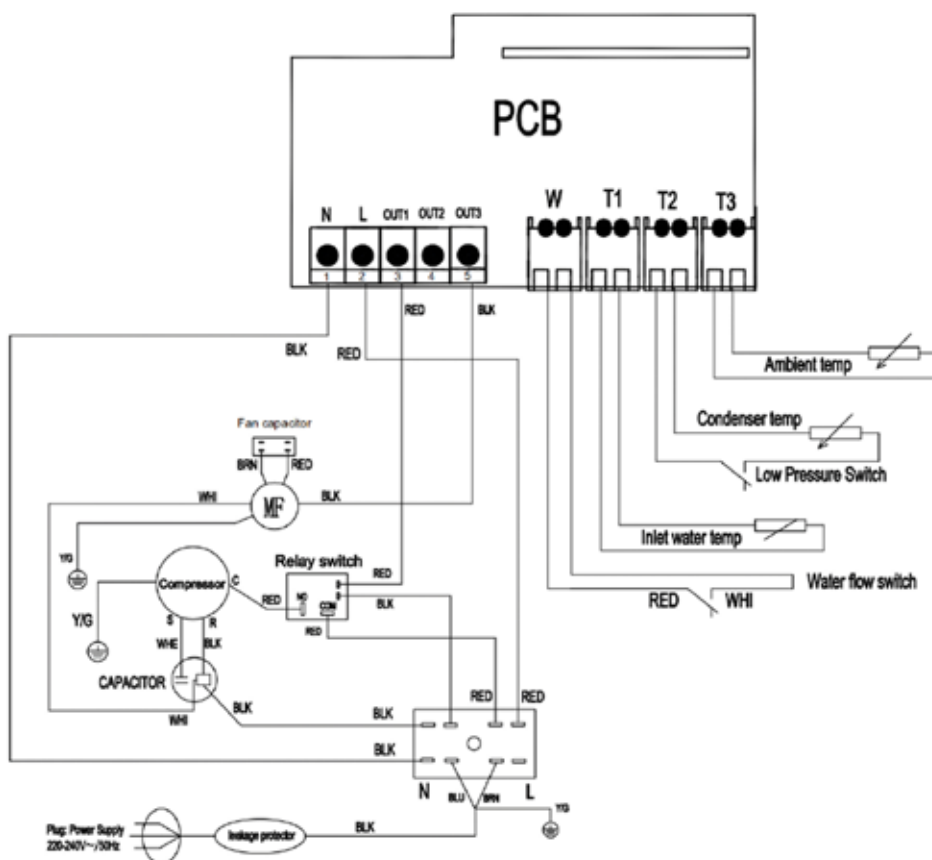 PCB
W T1 T2 T3
N L OUT1 OUT2 OUT3
1 2 3 4 5
RED BLK
BLK RED
Ambient temp
Fan capacitor
Condenser temp
BRN RED
Low Pressure Switch
WHI MF BLK
Inlet water temp
Y/G
Relay switch
Compressor C RED
Water flow switch
RED NO COM BLK
RED WHI
Y/G S R RED
WHE BLK
CAPACITOR
RED RED
WHI BLK BLK
BLK
N L
BLU BRN Y/G
Plug: Power Supply
220-240V~/50Hz
leakage protector
BLK